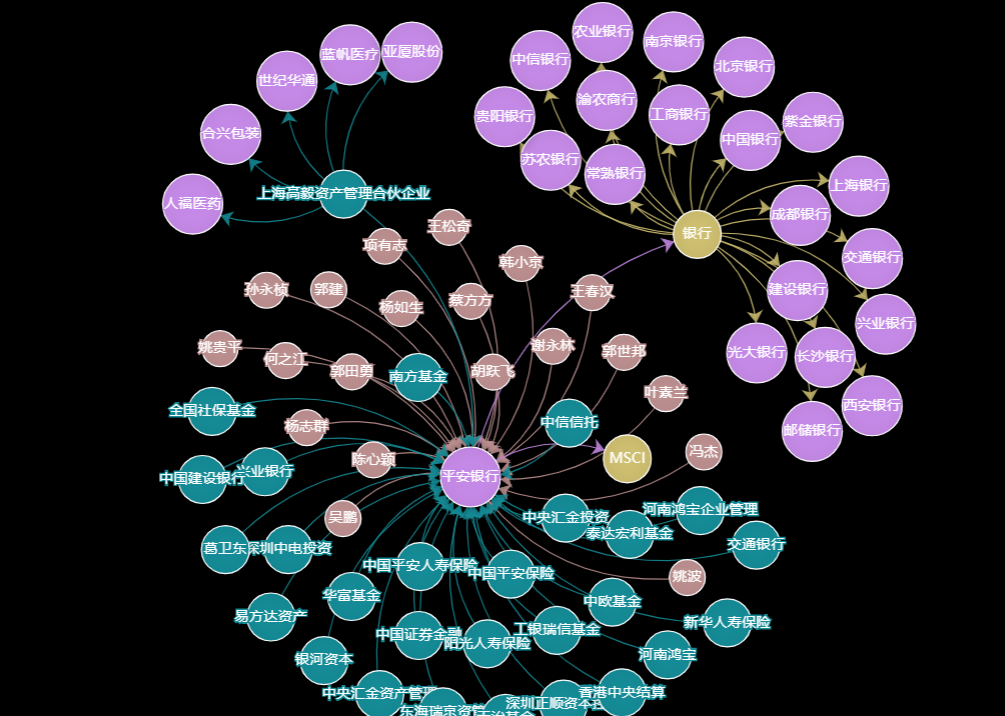 农业银行
南京银行
亚厦股份
蓝帆医疗
中信银行
北京银行
世纪华通
渝农商行
工商银行
贵阳银行
紫金银行
合兴包装
中国银行
苏农银行
常熟银行
上海高毅资产管理合伙企业
上海银行
人福医药
成都银行
王松奇
银行
项有志
交通银行
韩小京
孙永桢
郭建
王春汉
建设银行
杨如生
蔡方方
兴业银行
姚贵平
谢永林
郭世邦
光大银行
何之江
长沙银行
郭田勇
胡跃飞
南方基金
叶素兰
西安银行
全国社保基金
中信信托
杨志群
邮储银行
冯杰
陈心颖
MSCI
兴业银行
中国建设银行
平安银行
河南鸿宝企业管理
吴鹏
中央汇金投资
泰达宏利基金
交通银行
葛卫东
深圳中电投资
中国平安人寿保险
中国平安保险
姚波
华富基金
中欧基金
易方达资产
新华人寿保险
工银瑞信基金
中国证券金融
阳光人寿保险
河南鸿宝
银河资本
中央汇金资产管理
香港中央结算
深圳正顺资本
东海瑞京资管